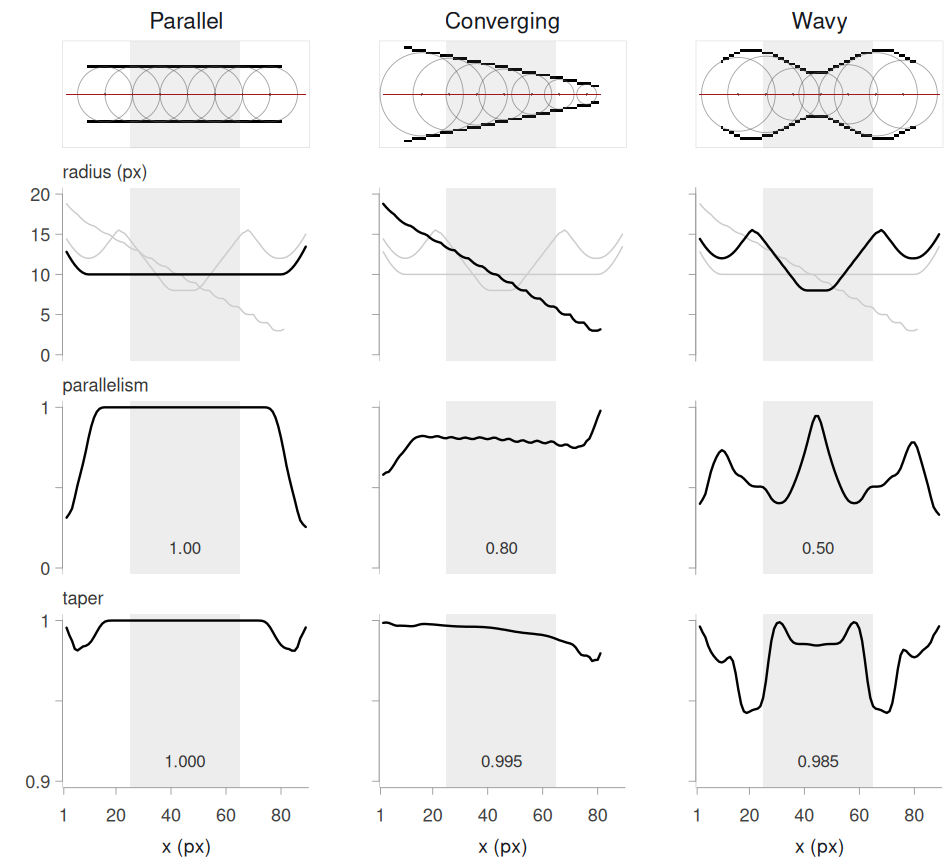 Parallel Converging Wavy
radius (px)
20
15
10
5
0
parallelism
1
0
1.00 0.80 0.50
taper
1
0.9
1.000 0.995 0.985
1 20 40 60 80 1 20 40 60 80 1 20 40 60 80
x (px) x (px) x (px)